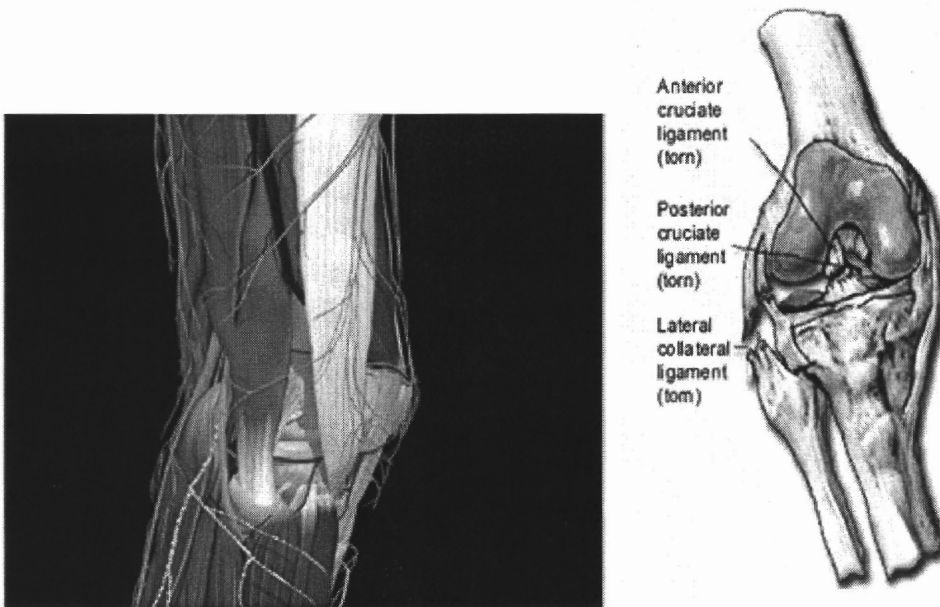 Anterior
cruciate
ligament
(torn)
Posterior
cruciate
ligament
(torn)
Lateral
collateral
ligament
(torn)